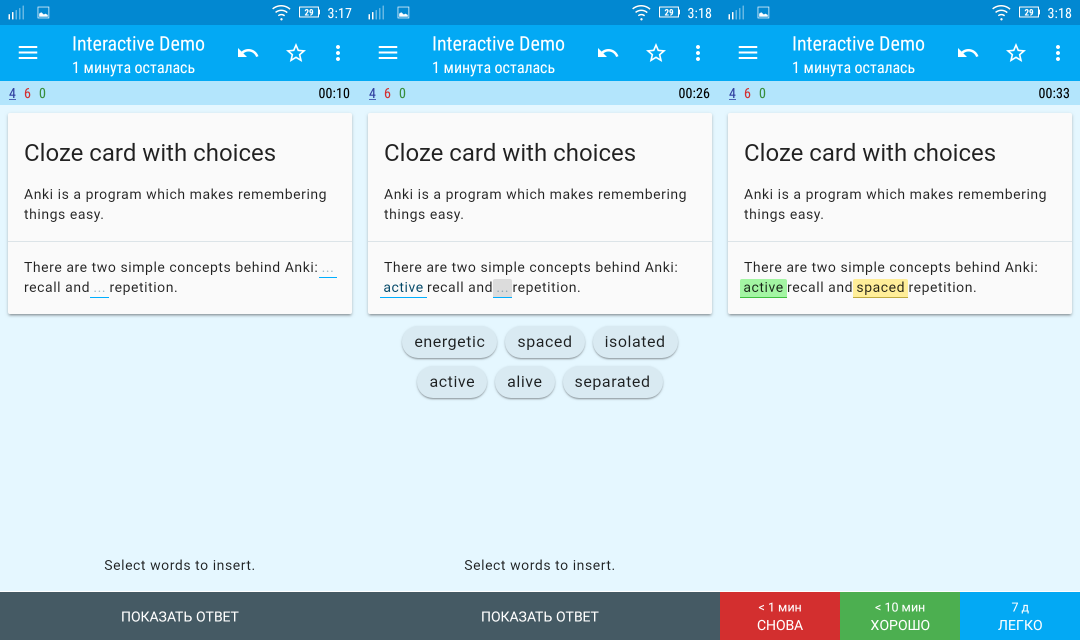 29 3:17
Interactive Demo
1 минута осталась
4 6 0 00:10
Cloze card with choices
Anki is a program which makes remembering
things easy.
There are two simple concepts behind Anki: ...
recall and ... repetition.
Select words to insert.
ПОКАЗАТЬ ОТВЕТ
29 3:18
Interactive Demo
1 минута осталась
4 6 0 00:26
Cloze card with choices
Anki is a program which makes remembering
things easy.
There are two simple concepts behind Anki:
active recall and ... repetition.
energetic spaced isolated
active alive separated
Select words to insert.
ПОКАЗАТЬ ОТВЕТ
29 3:18
Interactive Demo
1 минута осталась
4 6 0 00:33
Cloze card with choices
Anki is a program which makes remembering
things easy.
There are two simple concepts behind Anki:
active recall and spaced repetition.
< 1 мин < 10 мин 7 д
СНОВА ХОРОШО ЛЕГКО